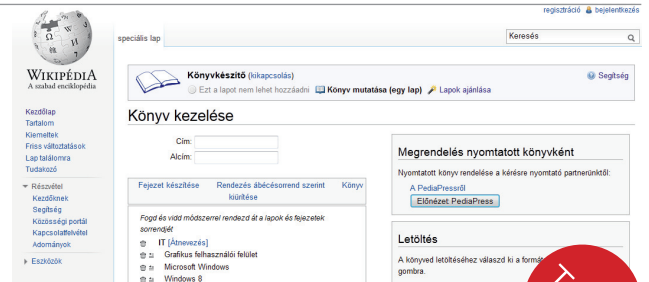 regisztráció bejelentkezés
speciális lap
Keresés
WIKIPÉDIA
A szabad enciklopédia
Kezdőlap
Tartalom
Kiemeltek
Friss változtatások
Lap találomra
Tudakozó
Részvétel
Kezdőknek
Segítség
Közösségi portál
Kapcsolatfelvétel
Adományok
Eszközök
Könyvkészítő (kikapcsolás)
Segítség
Ezt a lapot nem lehet hozzáadni Könyv mutatása (egy lap) Lapok ajánlása
Könyv kezelése
Cím:
Alcím:
Fejezet készítése Rendezés ábécésorrend szerint Könyv
kiürítése
Fogd és vidd módszerrel rendezd át a lapok és fejezetek
sorrendjét
IT [Átnevezés]
Grafikus felhasználói felület
Microsoft Windows
Windows 8
Megrendelés nyomtatott könyvként
Nyomtatott könyv rendelése a kérésre nyomtató partnerünktől:
A PediaPressről
Előnézet PediaPress
Letöltés
A könyved letöltéséhez válaszd ki a
gombra.